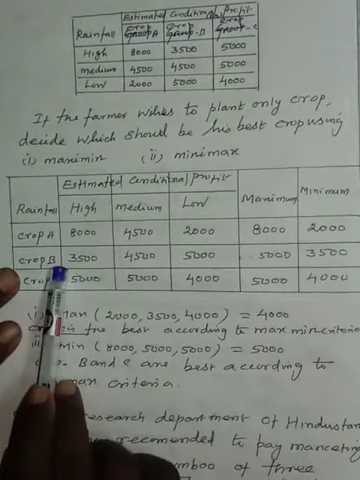 Estimated Conditional Profit
Rainfall Crop Group A Crop Group-B Crop Group-C
High 8000 3500 5000
medium 4500 4500 5000
Low 2000 5000 4000
If the farmer wishes to plant only crop,
decide which should be his best crop using
(i) maximin (ii) minimax
Estimated Conditional Profit
Rainfall High medium Low Maximum Minimum
Crop A 8000 4500 2000 8000 2000
Crop B 3500 4500 5000 5000 3500
Crop 5000 5000 4000 5000 4000
(2000, 3500, 4000) = 4000
is the best according to max min criteria
MIN (8000, 5000, 5000) = 5000
B and C are best according to
max criteria.
research department of Hindustan
recomended to pay
of three